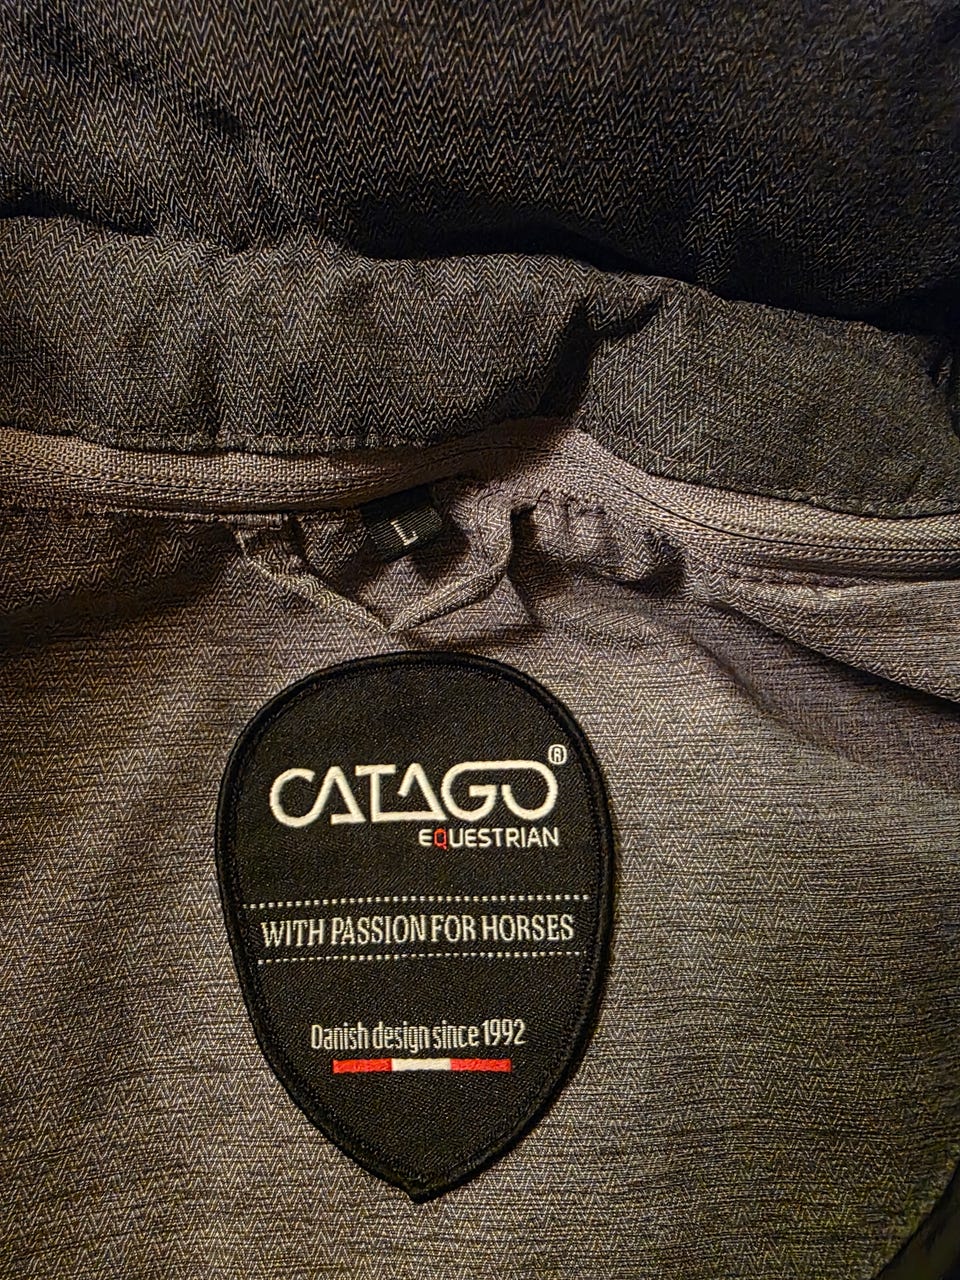 L
CATAGO®
EQUESTRIAN
WITH PASSION FOR HORSES
Danish design since 1992